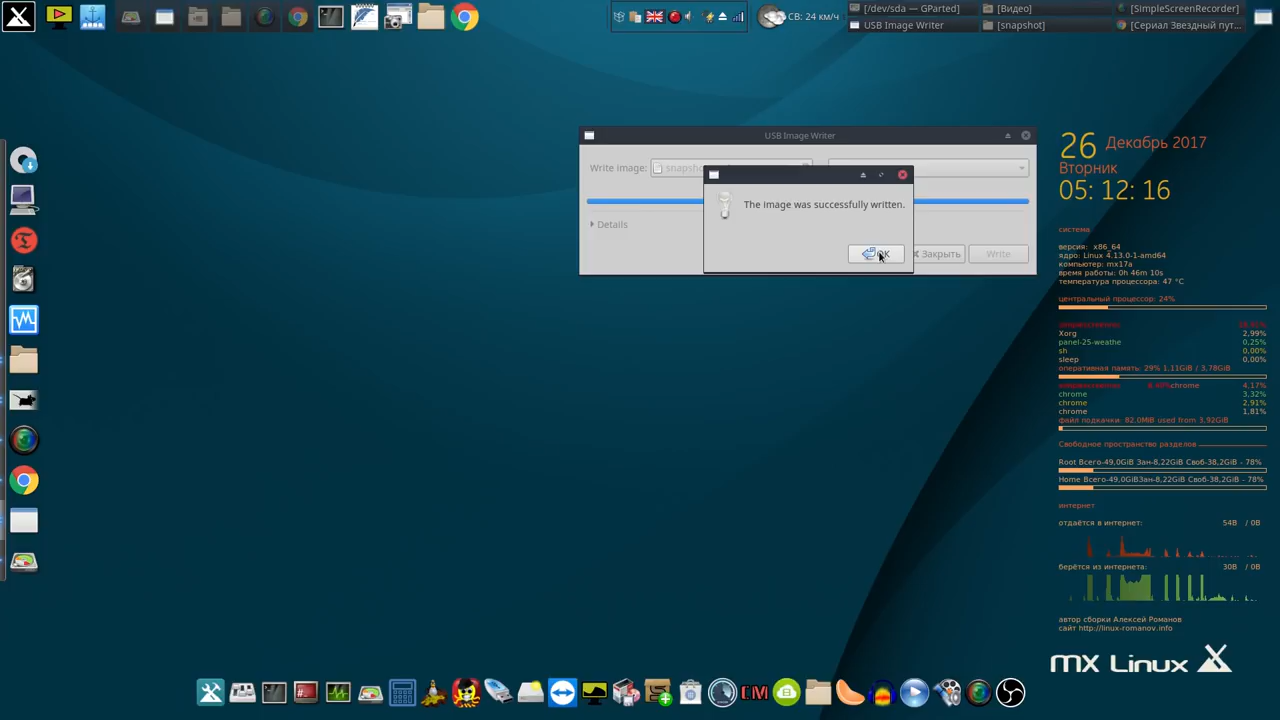 СВ: 24 км/ч
[/dev/sda — GParted]
[Видео]
[SimpleScreenRecorder]
USB Image Writer
[snapshot]
[Сериал Звездный пут...
USB Image Writer
Write image:
The image was successfully written.
Details
OK
Закрыть
Write
26 Декабрь 2017
Вторник
05: 12: 16
система
версия: x86_64
ядро: Linux 4.13.0-1-amd64
компьютер: mx17a
время работы: 0h 46m 10s
температура процессора: 47 °C
центральный процессор: 24%
Xorg 2,99%
panel-25-weathe 0,25%
sh 0,00%
sleep 0,00%
оперативная память: 29% 1,11GiB / 3,78GiB
chrome 4,17%
chrome 3,32%
chrome 2,91%
chrome 1,81%
файл подкачки: 82.0MiB used from 3.92GiB
Свободное пространство разделов
Root Всего-49,0GiB Зан-8,22GiB Своб-38,2GiB - 78%
Home Всего-49,0GiBЗан-8,22GiB Своб-38,2GiB - 78%
интернет
отдаётся в интернет: 54B / 0B
берётся из интернета: 30B / 0B
автор сборки Алексей Романов
сайт http://linux-romanov.info
MX Linux
CM